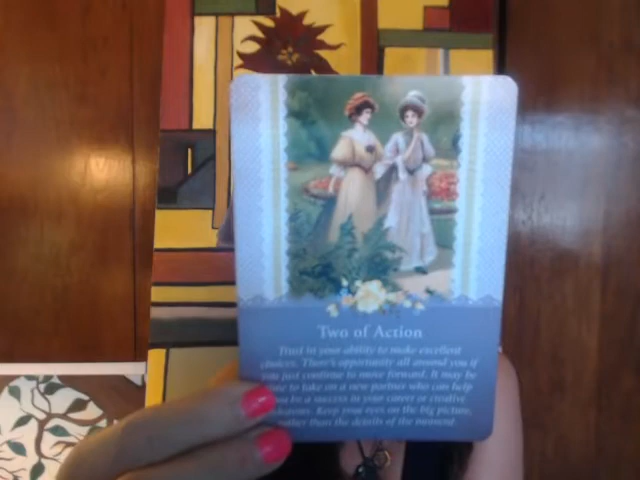 Two of Action
Trust in your ability to make excellent
choices. There's opportunity all around you if
you just continue to move forward. It may be
to take on a new partner who can help
you be a success in your career or creative
Keep your eyes on the big picture,
rather than the details of the moment.